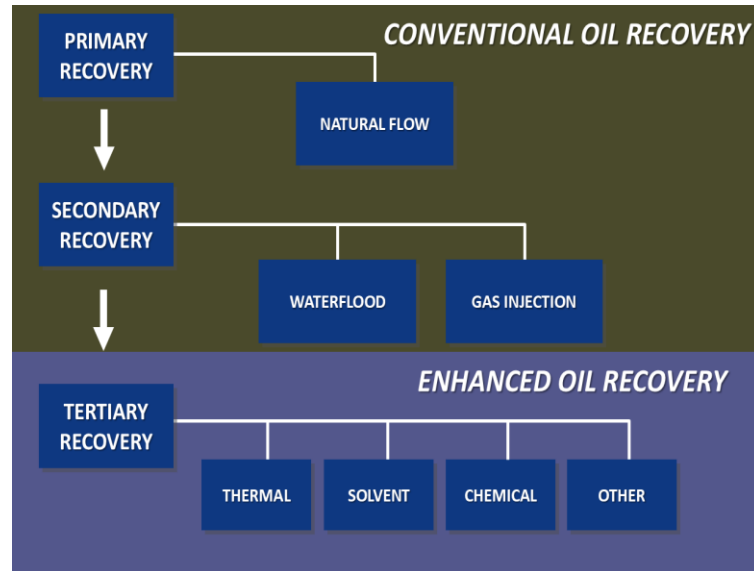 CONVENTIONAL OIL RECOVERY
PRIMARY
RECOVERY
NATURAL FLOW
SECONDARY
RECOVERY
WATERFLOOD
GAS INJECTION
ENHANCED OIL RECOVERY
TERTIARY
RECOVERY
THERMAL
SOLVENT
CHEMICAL
OTHER